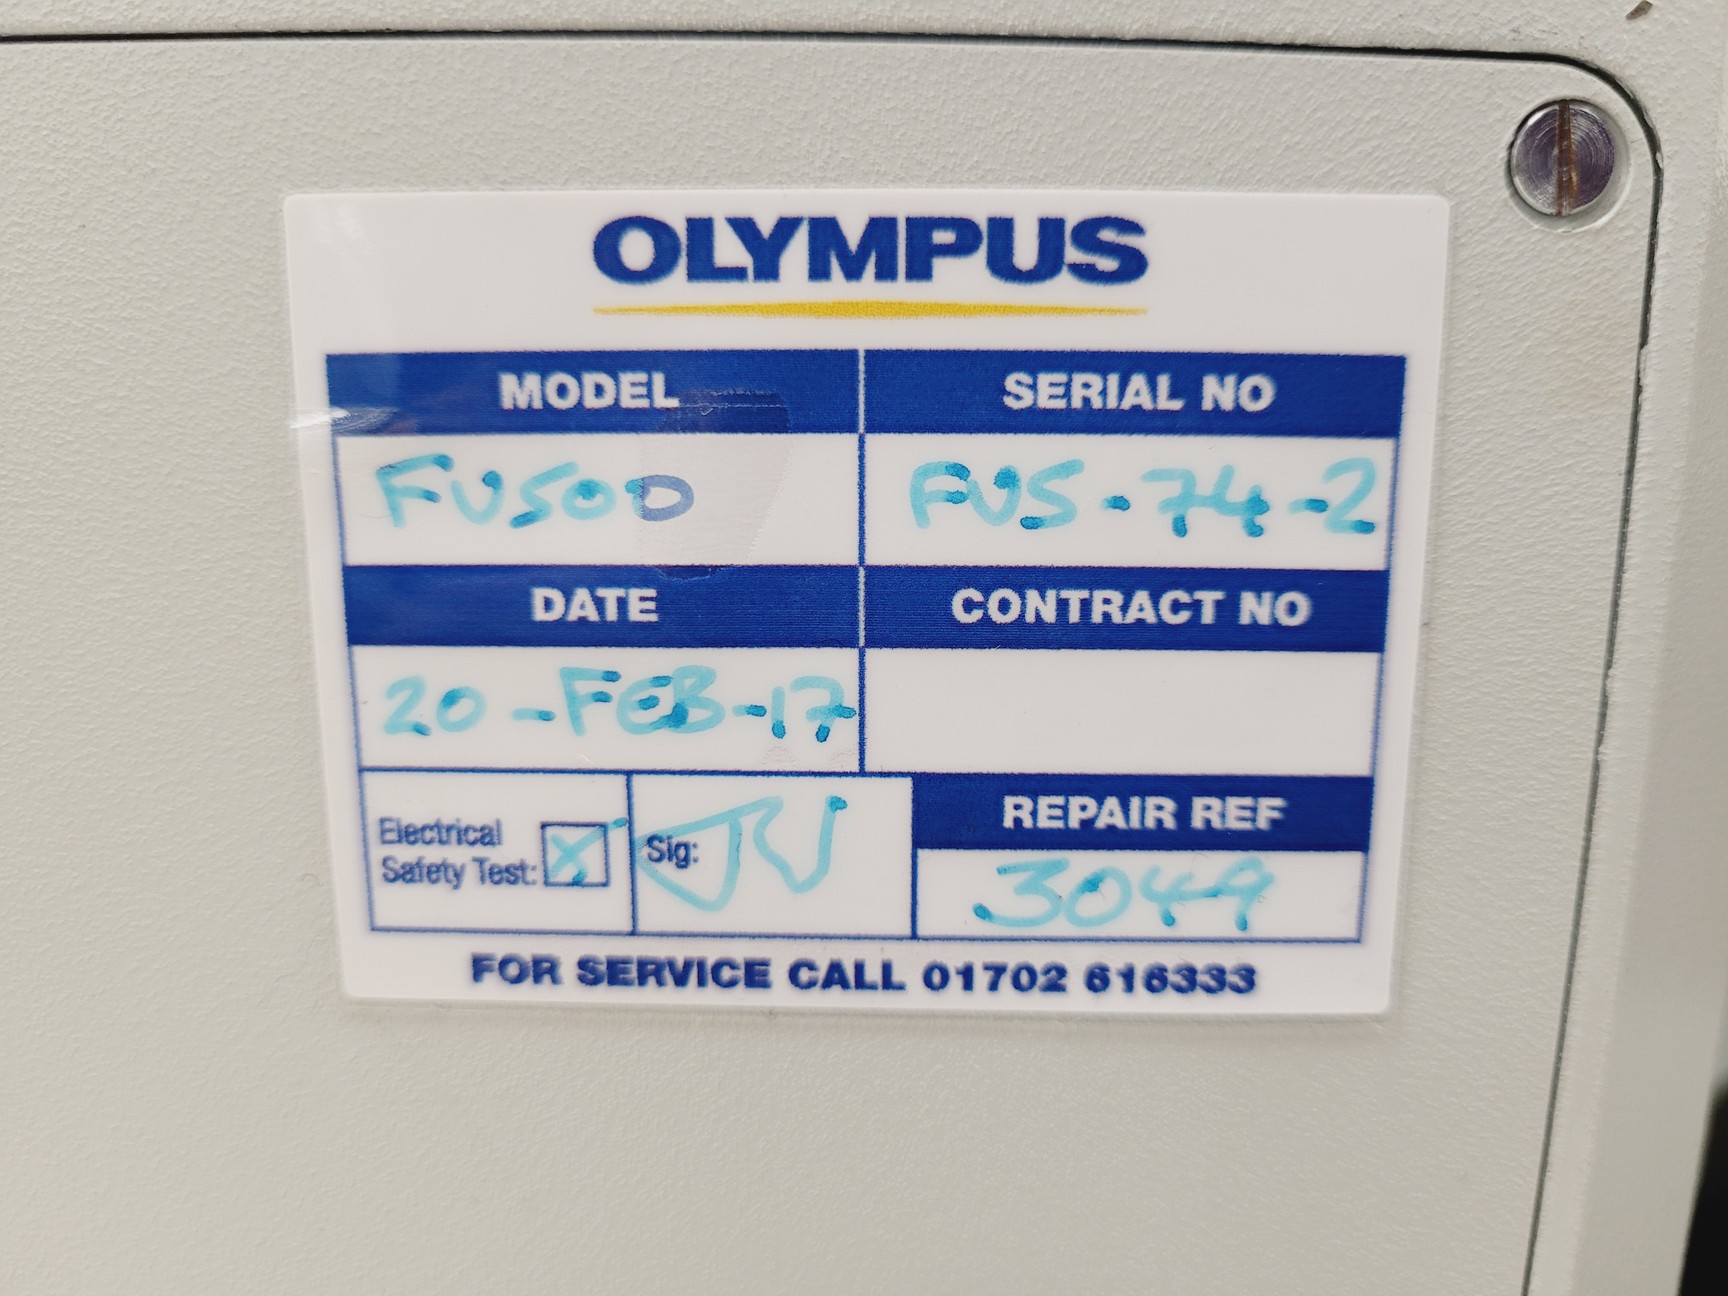 OLYMPUS
MODEL SERIAL NO
FV500 FV5-74-2
DATE CONTRACT NO
20-FEB-17
Electrical
Safety Test: X Sig:
REPAIR REF
3049
FOR SERVICE CALL 01702 616333